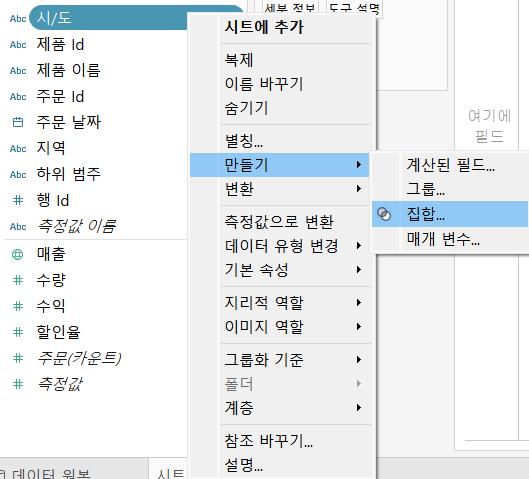 Abc 시/도
Abc 제품 Id
Abc 제품 이름
Abc 주문 Id
주문 날짜
Abc 지역
Abc 하위 범주
# 행 Id
Abc 측정값 이름
매출
# 수량
# 수익
# 할인율
# 주문(카운트)
# 측정값
데이터 원본
시트
세부 정보
도구 설명
시트에 추가
복제
이름 바꾸기
숨기기
별칭...
만들기
변환
측정값으로 변환
데이터 유형 변경
기본 속성
지리적 역할
이미지 역할
그룹화 기준
폴더
계층
참조 바꾸기...
설명...
계산된 필드...
그룹...
집합...
매개 변수...
여기에
필드